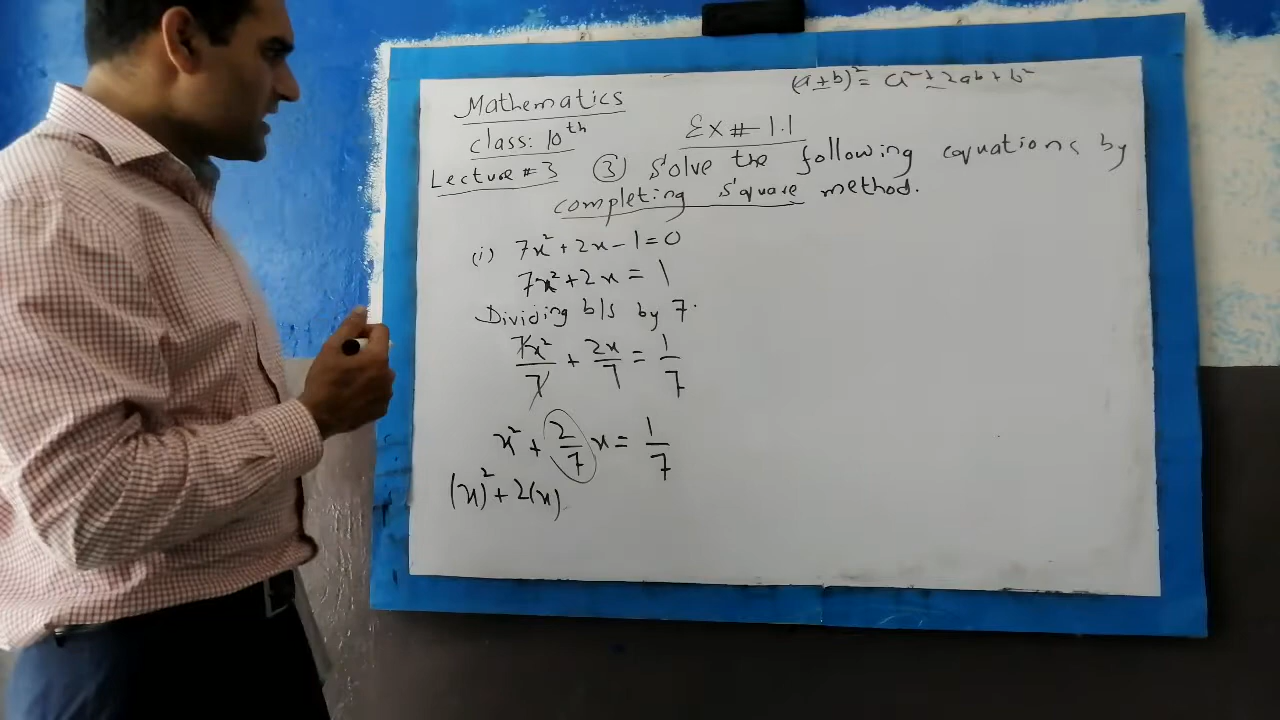 (a±b)² = a² ± 2ab + b²
Mathematics
class: 10th
Ex # 1.1
Lecture # 3
③ Solve the following equations by
completing square method.
(i) 7x² + 2x - 1 = 0
7x² + 2x = 1
Dividing b/s by 7.
7x²/7 + 2x/7 = 1/7
x² + 2/7 x = 1/7
(x)² + 2(x)